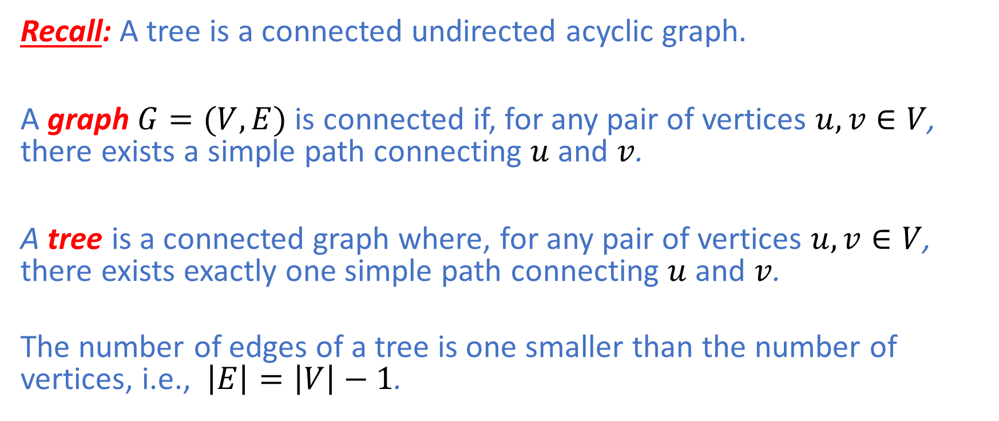 Recall: A tree is a connected undirected acyclic graph.
A graph G = (V, E) is connected if, for any pair of vertices u, v ∈ V,
there exists a simple path connecting u and v.
A tree is a connected graph where, for any pair of vertices u, v ∈ V,
there exists exactly one simple path connecting u and v.
The number of edges of a tree is one smaller than the number of
vertices, i.e., |E| = |V| − 1.